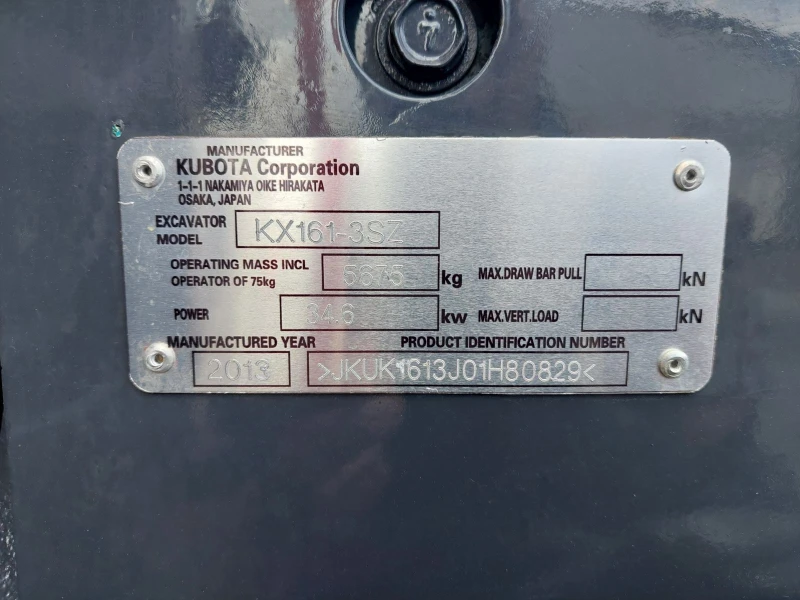 MANUFACTURER
KUBOTA Corporation
1-1-1 NAKAMIYA OIKE HIRAKATA
OSAKA, JAPAN
EXCAVATOR MODEL KX161-3SZ
OPERATING MASS INCL OPERATOR OF 75kg 5675 kg MAX.DRAW BAR PULL kN
POWER 34.6 kw MAX.VERT.LOAD kN
MANUFACTURED YEAR PRODUCT IDENTIFICATION NUMBER
2013 >JKUK1613J01H80829<